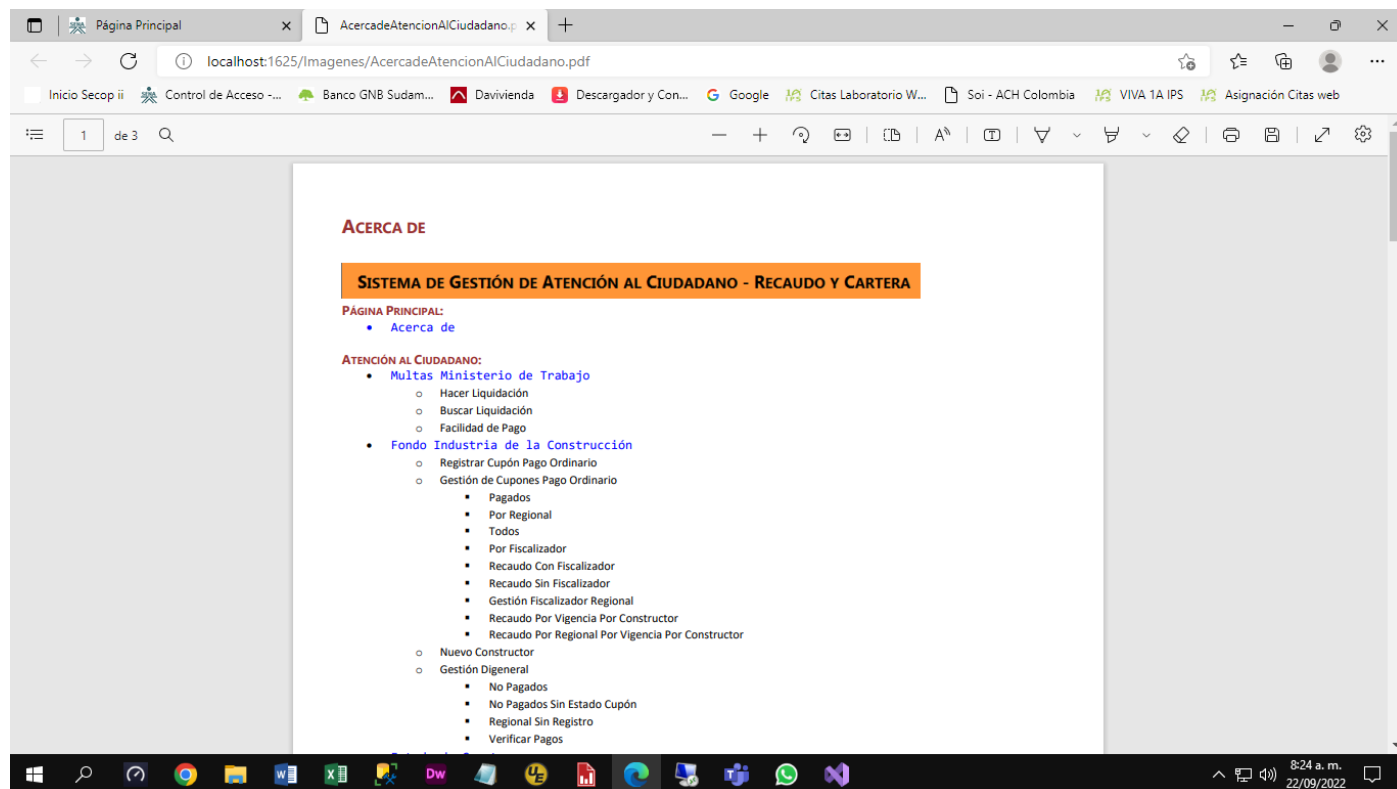 Página Principal
AcercadeAtencionAlCiudadano.p
localhost:1625/Imagenes/AcercadeAtencionAlCiudadano.pdf
Inicio Secop ii
Control de Acceso -...
Banco GNB Sudam...
Davivienda
Descargador y Con...
Google
Citas Laboratorio W...
Soi - ACH Colombia
VIVA 1A IPS
Asignación Citas web
1 de 3
ACERCA DE
SISTEMA DE GESTIÓN DE ATENCIÓN AL CIUDADANO - RECAUDO Y CARTERA
PÁGINA PRINCIPAL:
• Acerca de
ATENCIÓN AL CIUDADANO:
• Multas Ministerio de Trabajo
o Hacer Liquidación
o Buscar Liquidación
o Facilidad de Pago
• Fondo Industria de la Construcción
o Registrar Cupón Pago Ordinario
o Gestión de Cupones Pago Ordinario
▪ Pagados
▪ Por Regional
▪ Todos
▪ Por Fiscalizador
▪ Recaudo Con Fiscalizador
▪ Recaudo Sin Fiscalizador
▪ Gestión Fiscalizador Regional
▪ Recaudo Por Vigencia Por Constructor
▪ Recaudo Por Regional Por Vigencia Por Constructor
o Nuevo Constructor
o Gestión Digeneral
▪ No Pagados
▪ No Pagados Sin Estado Cupón
▪ Regional Sin Registro
▪ Verificar Pagos
8:24 a. m.
22/09/2022